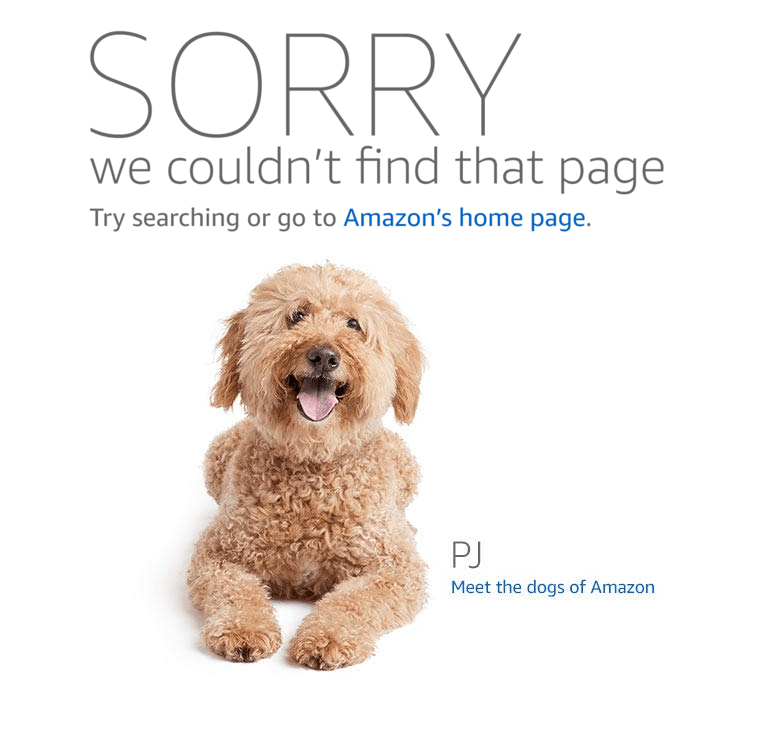 SORRY
we couldn't find that page
Try searching or go to Amazon's home page.
PJ
Meet the dogs of Amazon